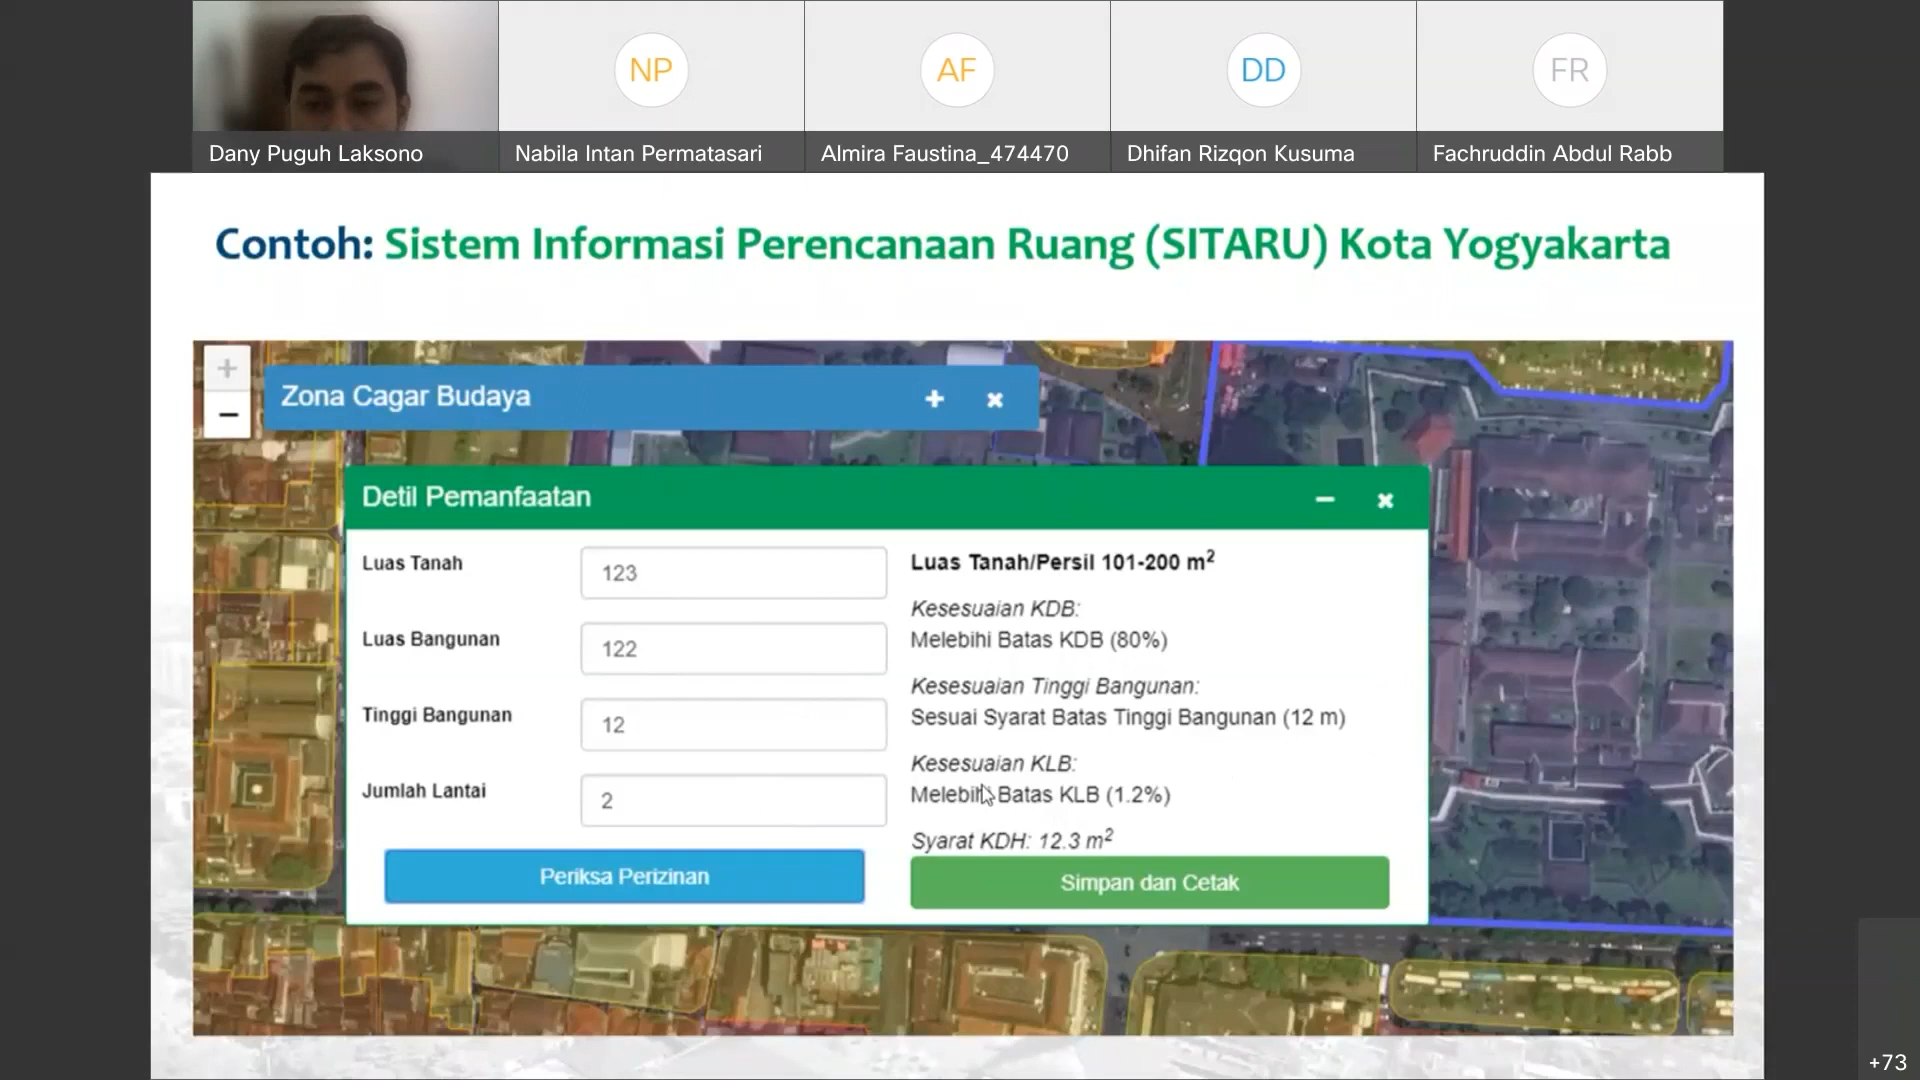 NP
AF
DD
FR
Dany Puguh Laksono
Nabila Intan Permatasari
Almira Faustina_474470
Dhifan Rizqon Kusuma
Fachruddin Abdul Rabb
Contoh: Sistem Informasi Perencanaan Ruang (SITARU) Kota Yogyakarta
Zona Cagar Budaya
Detil Pemanfaatan
Luas Tanah
123
Luas Bangunan
122
Tinggi Bangunan
12
Jumlah Lantai
2
Periksa Perizinan
Luas Tanah/Persil 101-200 m²
Kesesuaian KDB:
Melebihi Batas KDB (80%)
Kesesuaian Tinggi Bangunan:
Sesuai Syarat Batas Tinggi Bangunan (12 m)
Kesesuaian KLB:
Melebihi Batas KLB (1.2%)
Syarat KDH: 12.3 m²
Simpan dan Cetak
+73